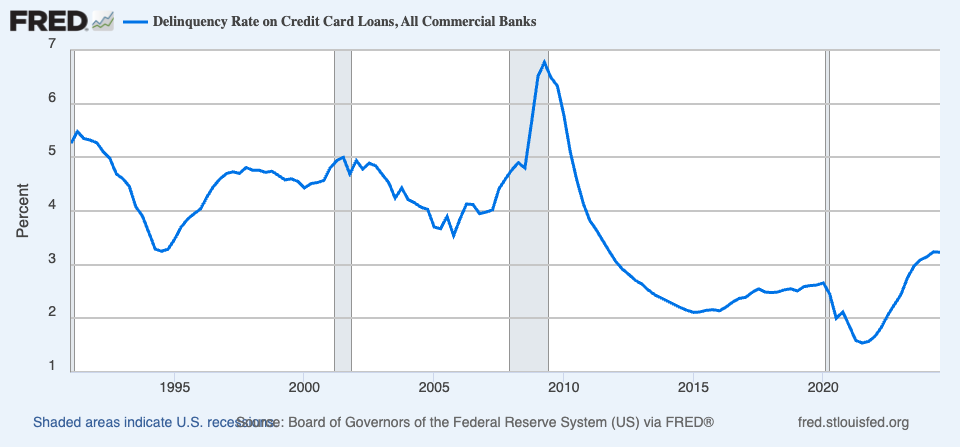 FRED
Delinquency Rate on Credit Card Loans, All Commercial Banks
7
6
5
4
3
2
1
Percent
1995 2000 2005 2010 2015 2020
Shaded areas indicate U.S. recessions. Source: Board of Governors of the Federal Reserve System (US) via FRED® fred.stlouisfed.org